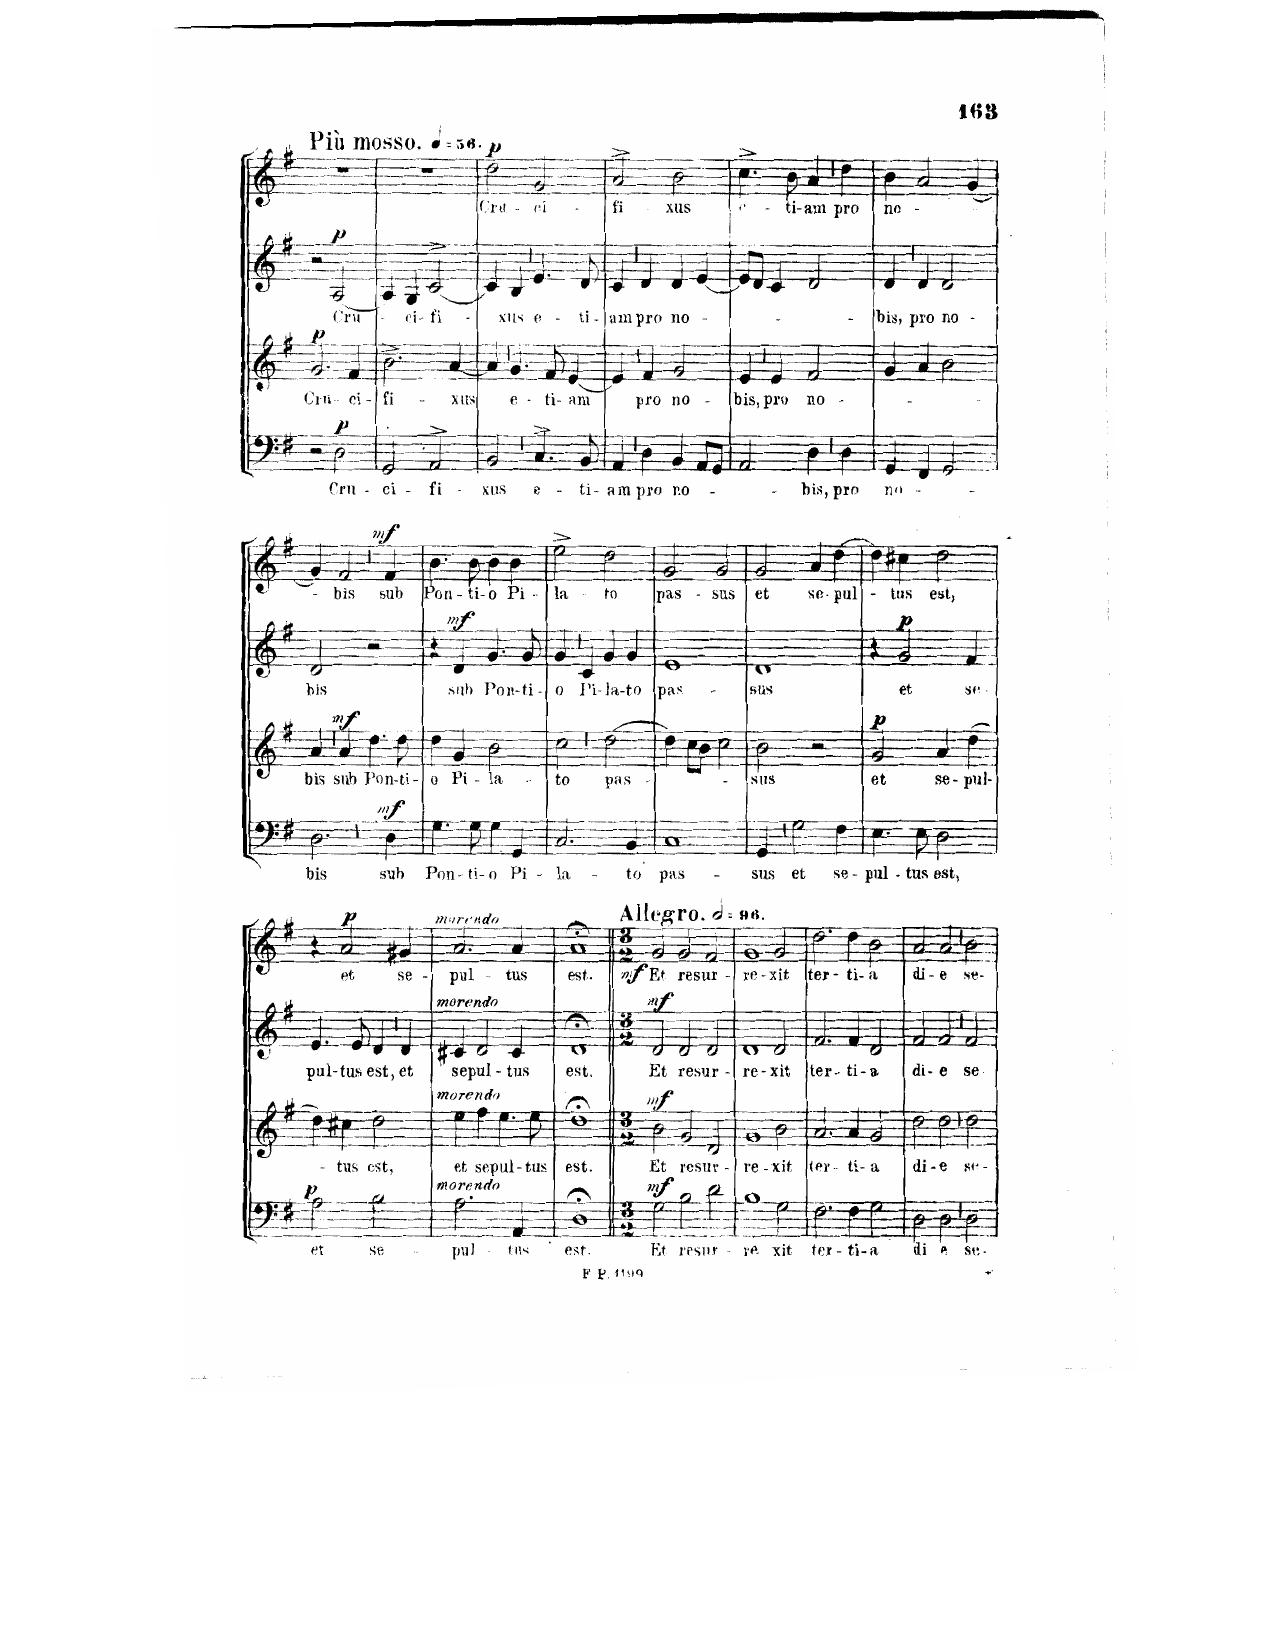 163
Più mosso. = 56. p
Cru - ci - fi - xus e - ti-am pro no -
p
Cru - ci-fi - xus e - ti-am pro no - - - bis, pro no -
p
Cru - ci-fi - xus e - ti-am pro no - bis, pro no - - - -
p
Cru - ci - fi - xus e - ti-am pro no - - bis, pro no - - -
mf
- bis sub Pon-ti-o Pi-la - to pas - sus et se-pul - tus est,
mf
bis sub Pon-ti-o Pi-la-to pas - sus et se-
p
mf
p
bis sub Pon-ti-o Pi-la - to pas - - - sus et se-pul-
mf
bis sub Pon-ti-o Pi-la - to pas - sus et se-pul-tus est,
p morendo Allegro. = 96.
et se-pul - tus est. mf Et resur-re-xit ter-ti-a di-e se-
morendo mf
pul-tus est, et sepul-tus est. Et resur-re-xit ter-ti-a di-e se-
morendo mf
- tus est, et sepul-tus est. Et resur-re-xit ter-ti-a di-e se-
p morendo mf
et se - pul - tus est. Et resur - re xit ter-ti-a di e se-
F. P. 1199